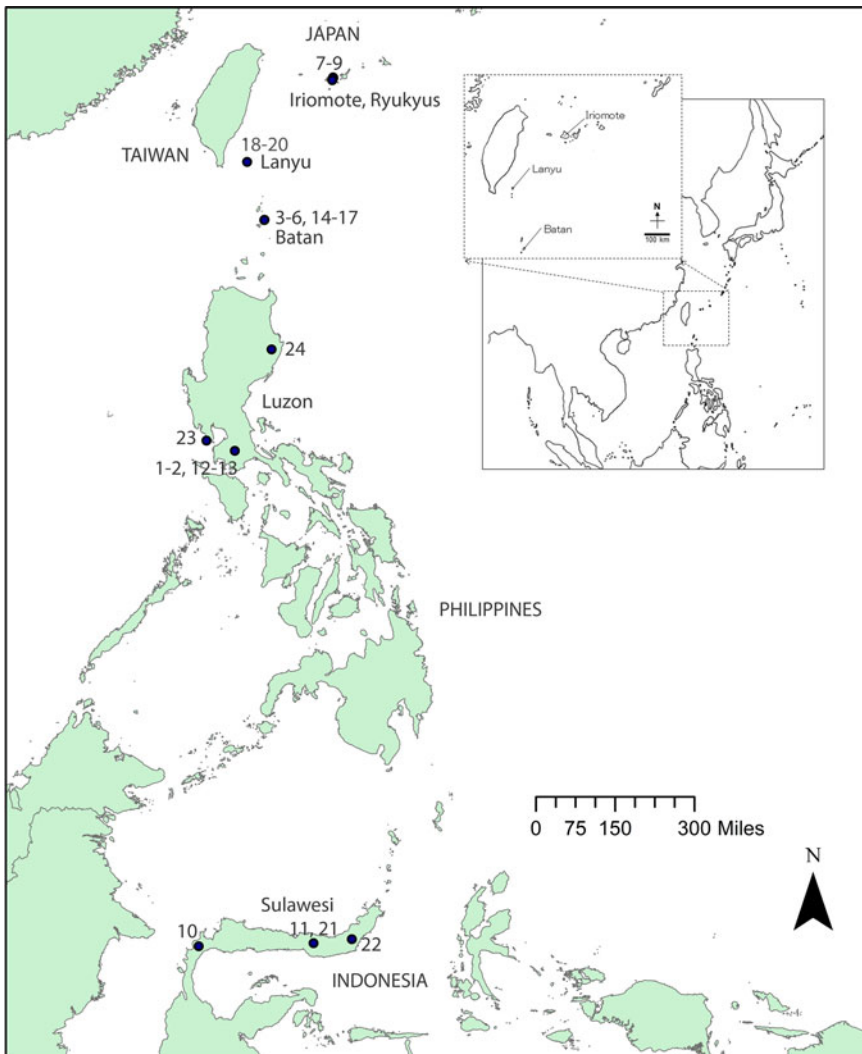 JAPAN
7-9
Iriomote, Ryukyus
18-20
TAIWAN
Lanyu
3-6, 14-17
Batan
24
Luzon
23
1-2, 12-13
PHILIPPINES
0 75 150 300 Miles
N
Sulawesi
10
11, 21
22
INDONESIA
Iriomote
Lanyu
Batan
N
100 km